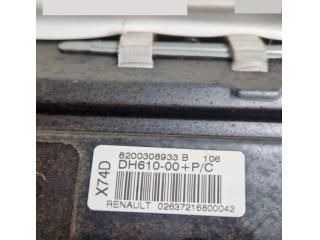 8200308933 B 106
DH610-00+P/C
X74D
RENAULT 02637216800042